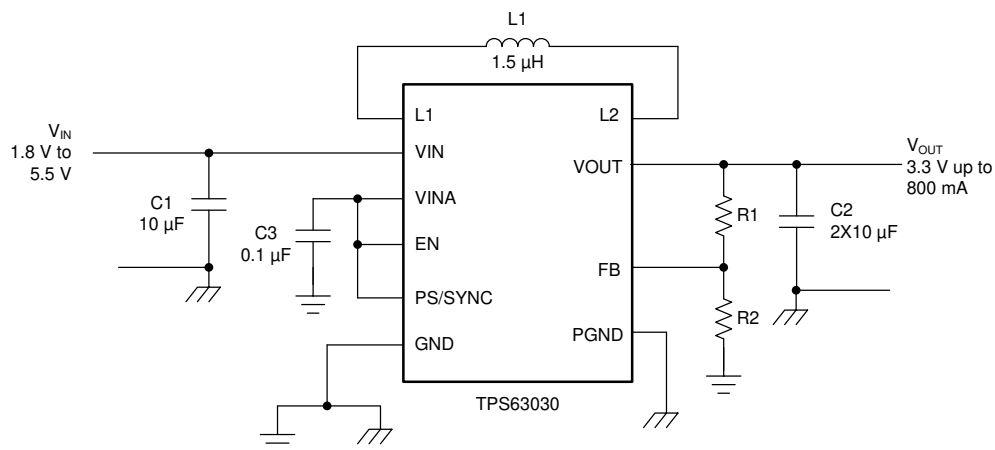 L1
1.5 µH
L1
L2
VIN
1.8 V to
5.5 V
VIN
VOUT
VOUT
3.3 V up to
800 mA
C1
10 µF
VINA
R1
C2
2X10 µF
C3
0.1 µF
EN
FB
PS/SYNC
R2
GND
PGND
TPS63030